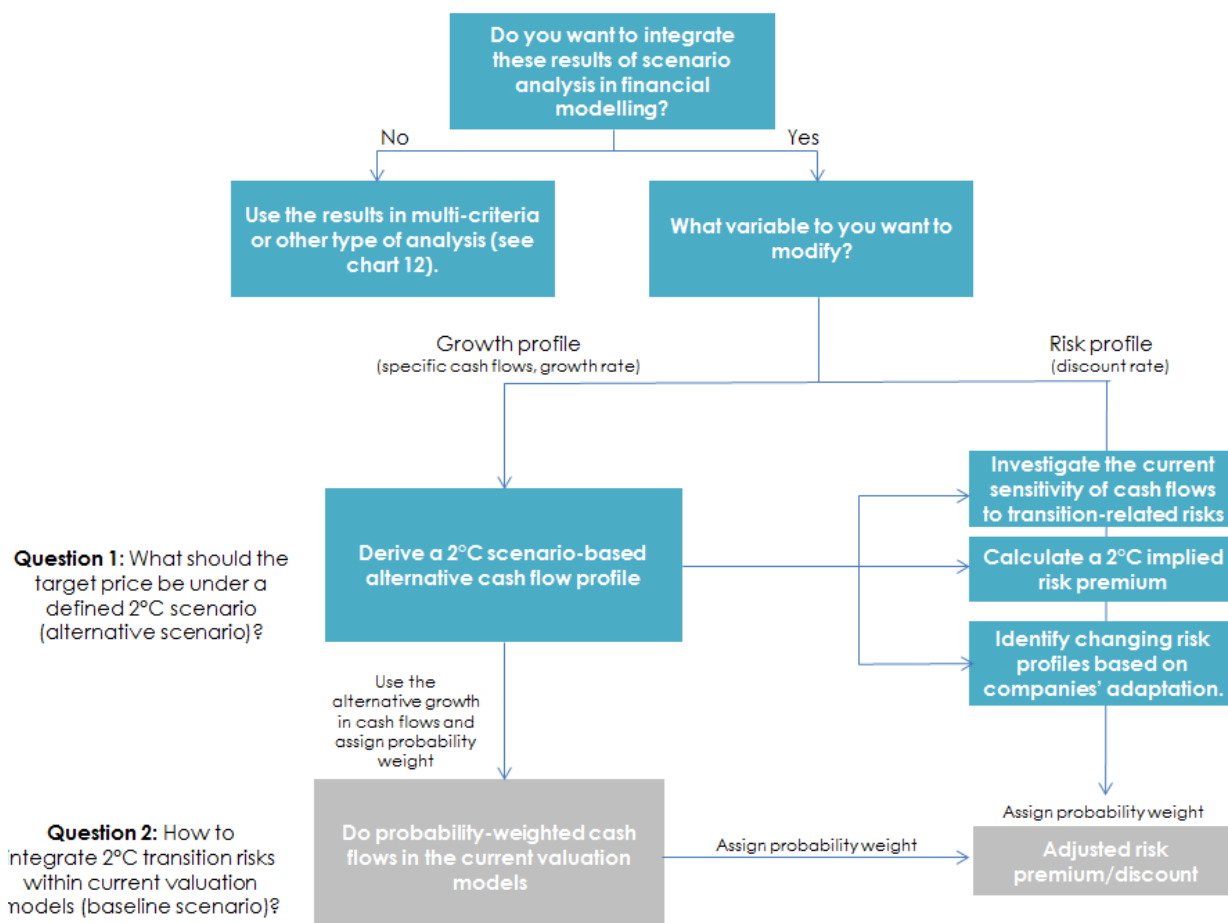 Do you want to integrate
these results of scenario
analysis in financial
modelling?
No
Yes
Use the results in multi-criteria
or other type of analysis (see
chart 12).
What variable to you want to
modify?
Growth profile
(specific cash flows, growth rate)
Risk profile
(discount rate)
Investigate the current
sensitivity of cash flows
to transition-related risks
Question 1: What should the
target price be under a
defined 2°C scenario
(alternative scenario)?
Derive a 2°C scenario-based
alternative cash flow profile
Calculate a 2°C implied
risk premium
Identify changing risk
profiles based on
companies' adaptation.
Use the
alternative growth
in cash flows and
assign probability
weight
Question 2: How to
integrate 2°C transition risks
within current valuation
models (baseline scenario)?
Do probability-weighted cash
flows in the current valuation
models
Assign probability weight
Assign probability weight
Adjusted risk
premium/discount